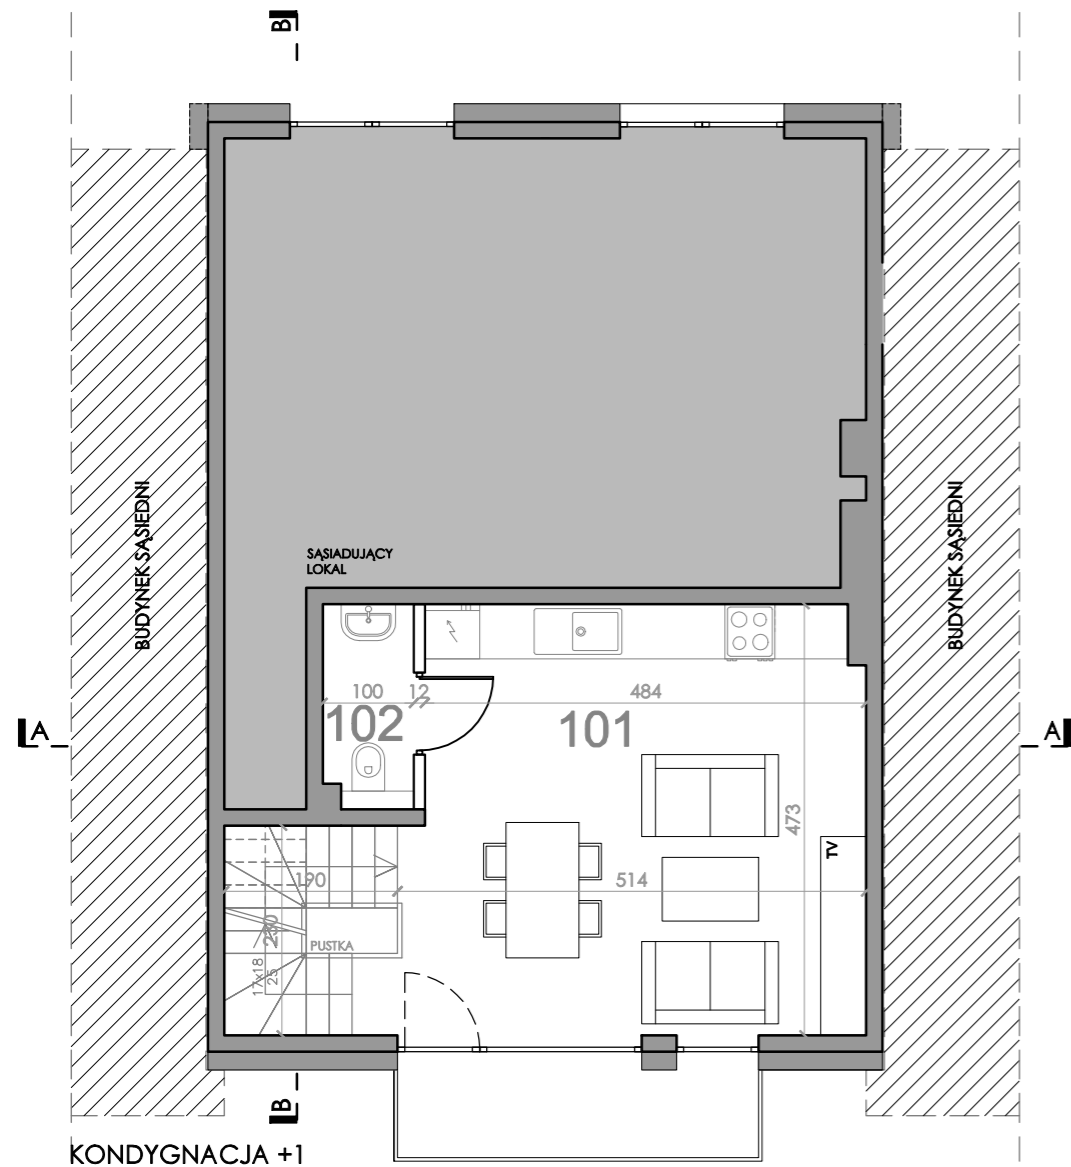 B
BUDYNEK SĄSIEDNI
SĄSIADUJĄCY
LOKAL
BUDYNEK SĄSIEDNI
100
12
484
102
101
A
A
473
TV
190
514
230
PUSTKA
17x18
25
B
KONDYGNACJA +1